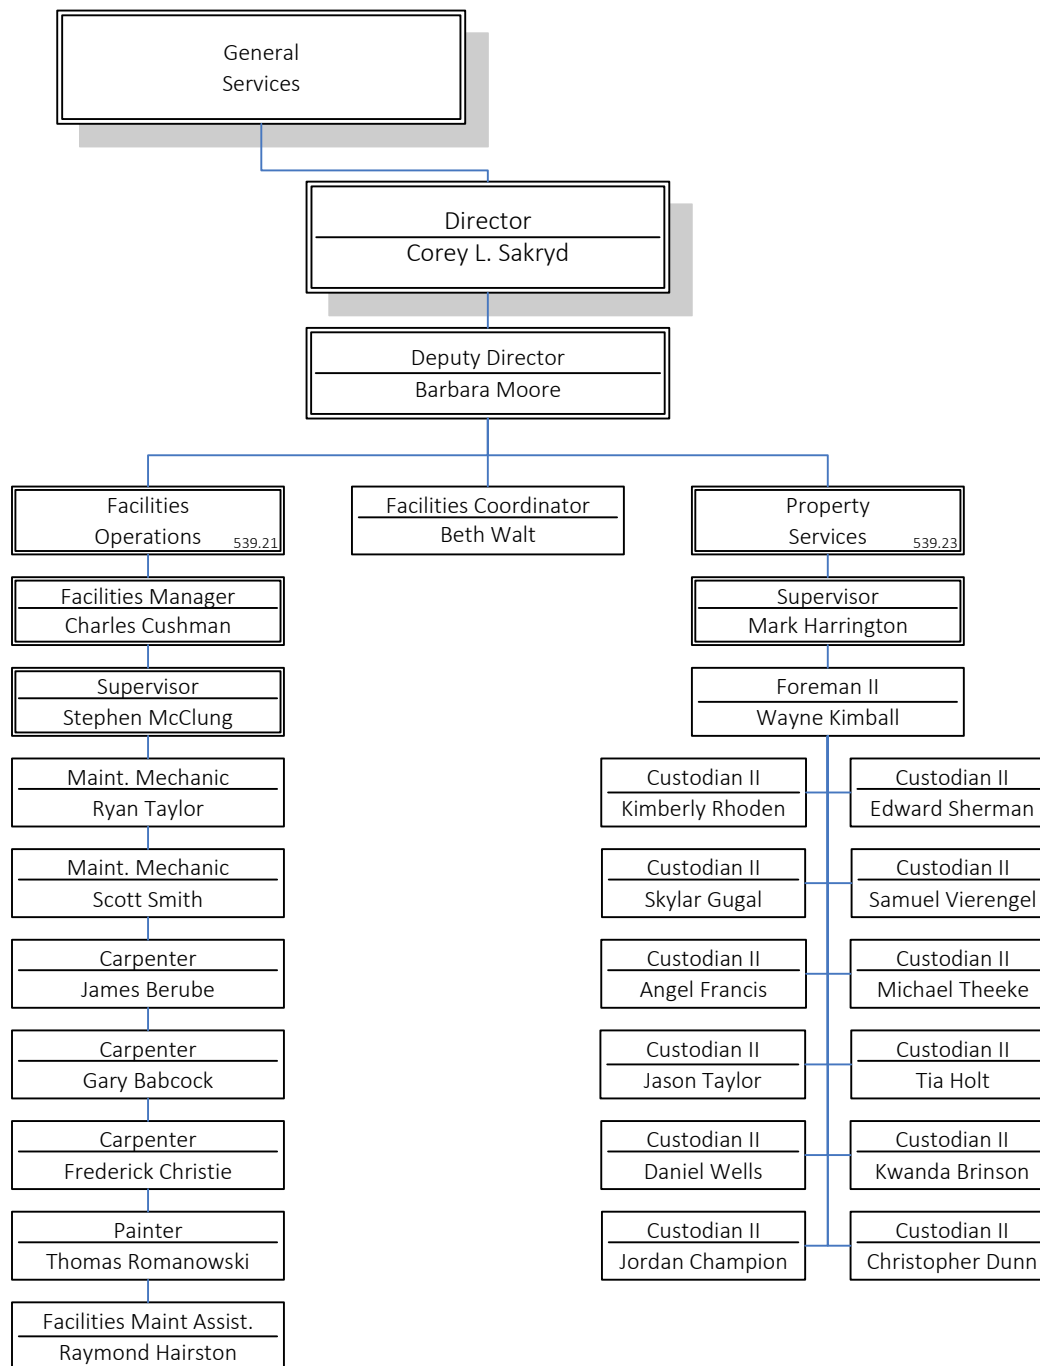 General
Services
Director
Corey L. Sakryd
Deputy Director
Barbara Moore
Facilities
Operations 539.21
Facilities Manager
Charles Cushman
Supervisor
Stephen McClung
Maint. Mechanic
Ryan Taylor
Maint. Mechanic
Scott Smith
Carpenter
James Berube
Carpenter
Gary Babcock
Carpenter
Frederick Christie
Painter
Thomas Romanowski
Facilities Maint Assist.
Raymond Hairston
Facilities Coordinator
Beth Walt
Property
Services 539.23
Supervisor
Mark Harrington
Foreman II
Wayne Kimball
Custodian II
Kimberly Rhoden
Custodian II
Edward Sherman
Custodian II
Skylar Gugal
Custodian II
Samuel Vierengel
Custodian II
Angel Francis
Custodian II
Michael Theeke
Custodian II
Jason Taylor
Custodian II
Tia Holt
Custodian II
Daniel Wells
Custodian II
Kwanda Brinson
Custodian II
Jordan Champion
Custodian II
Christopher Dunn